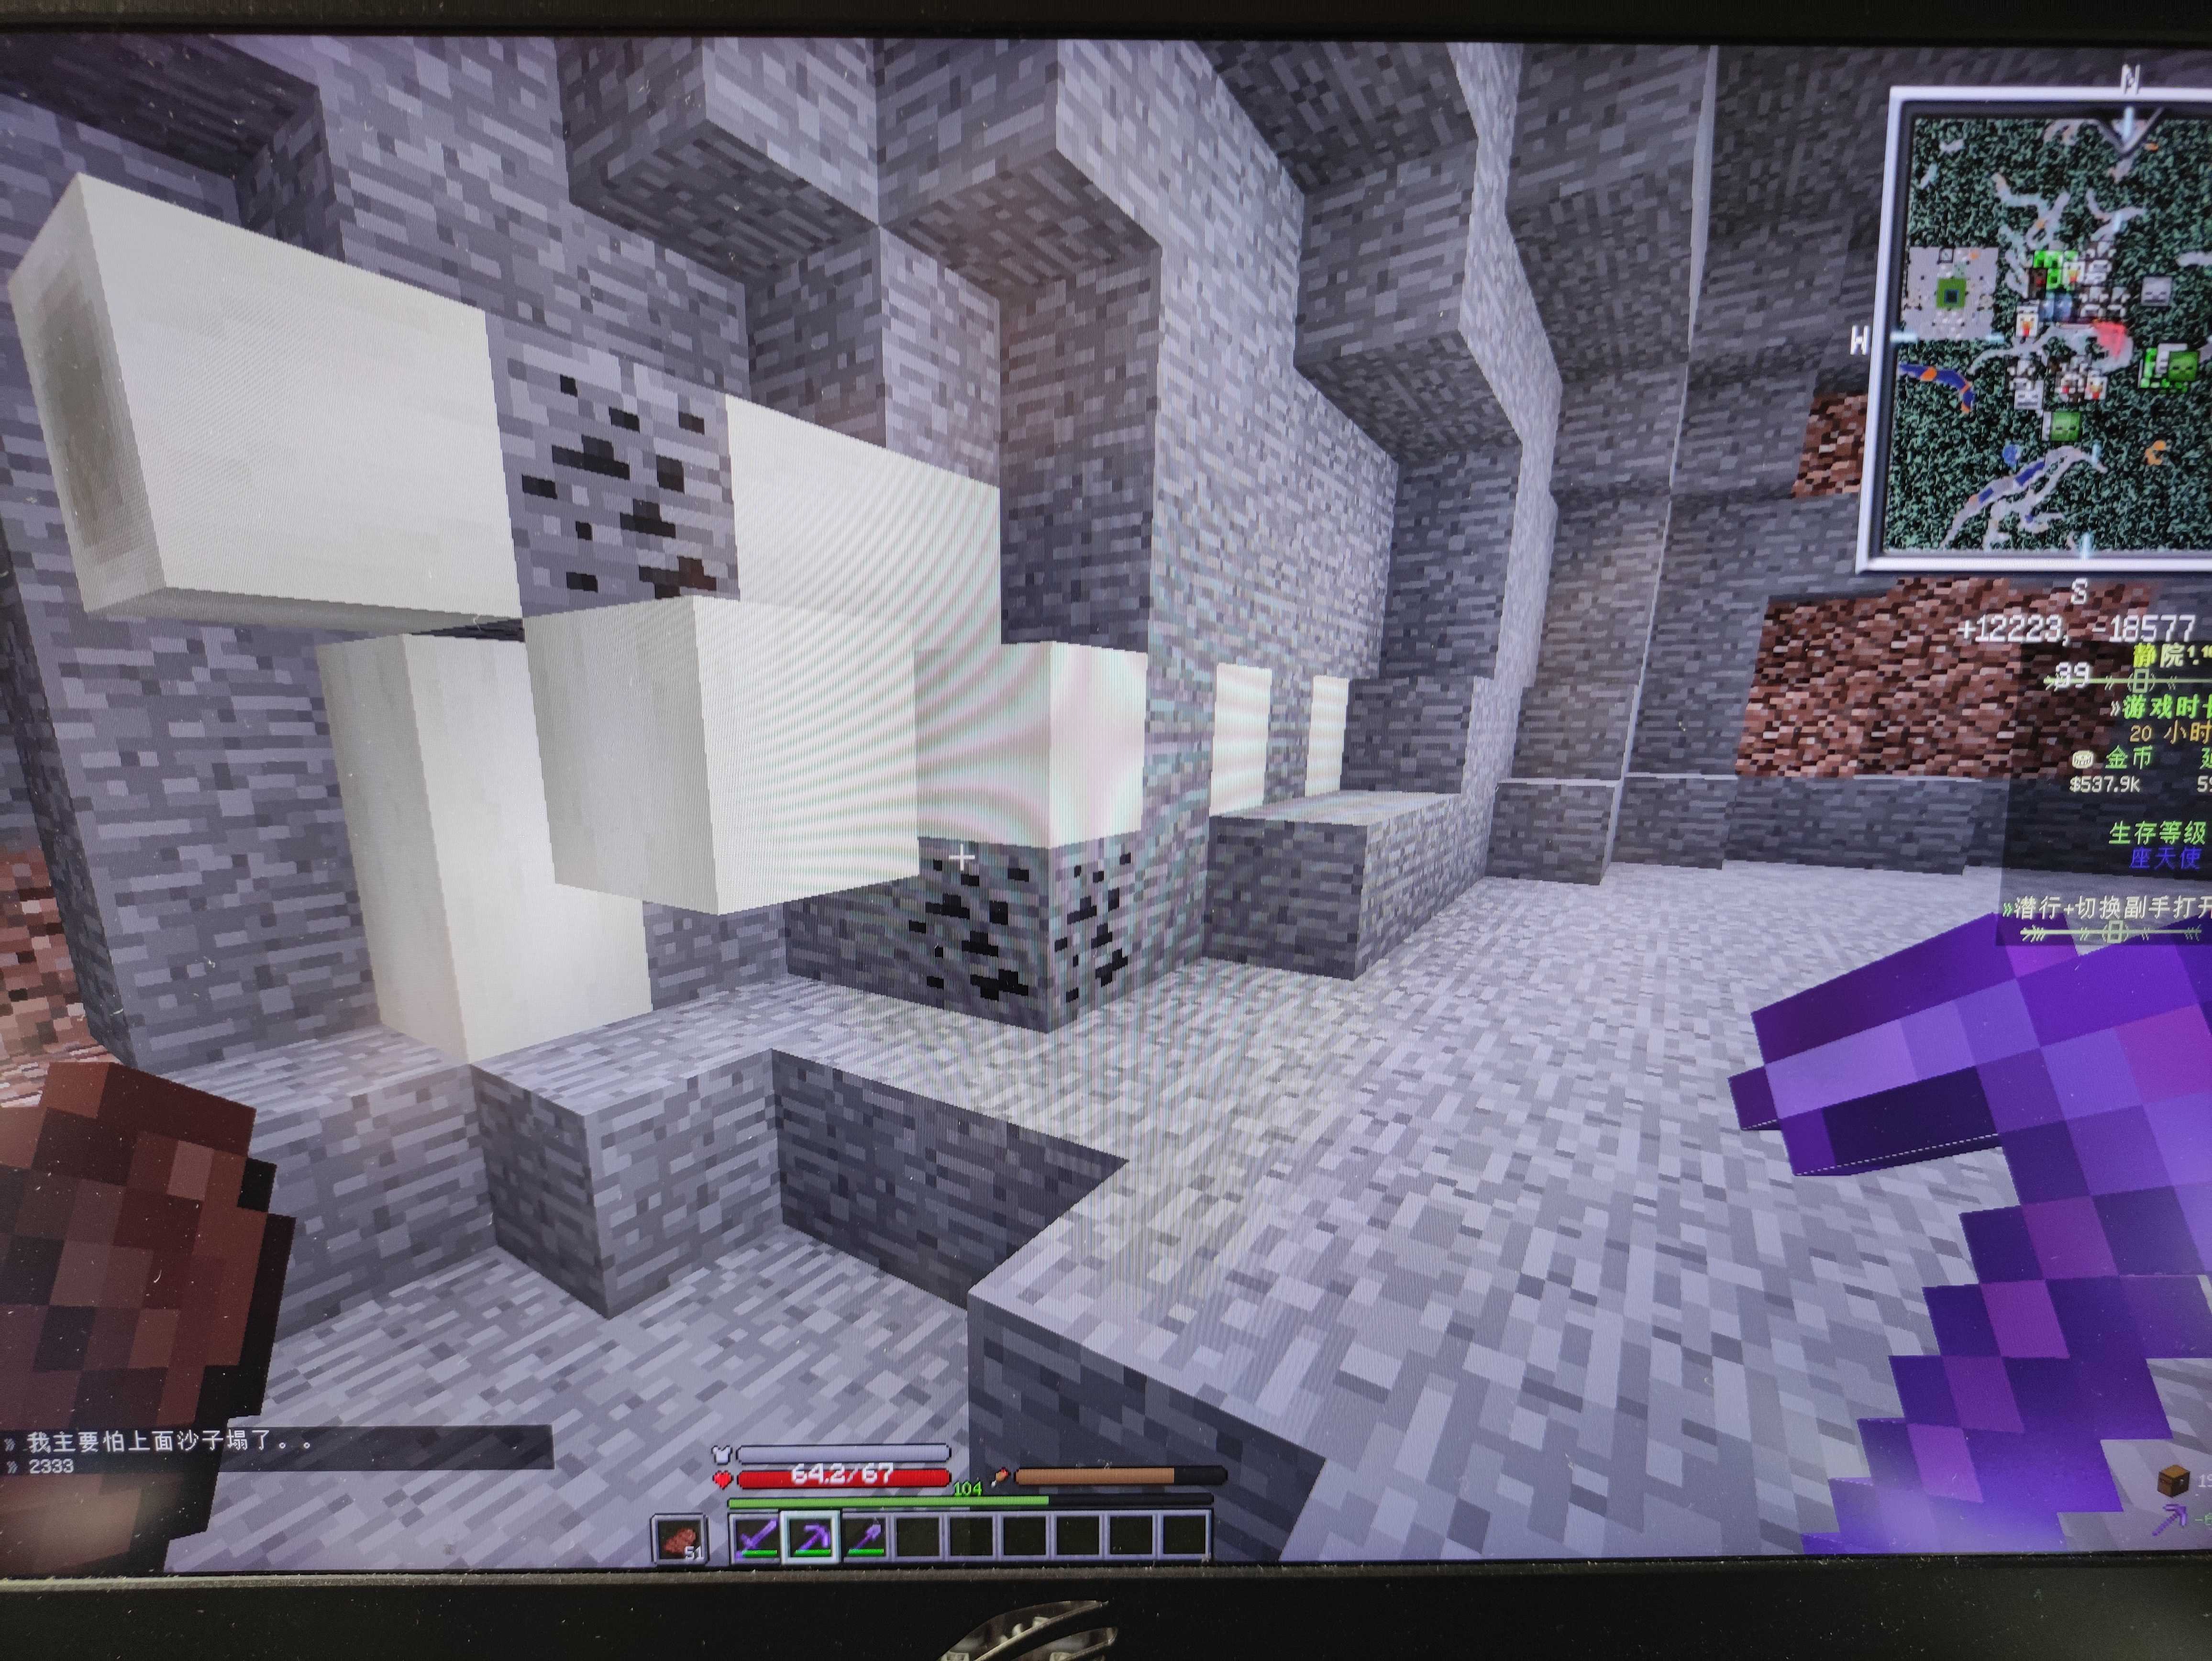 N
W
S
+12223, -18577
静院
39
»游戏时
20 小时
金币
$537.9k
生存等级
座天使
»潜行+切换副手打开
» 我主要怕上面沙子塌了。。
» 2333
64.2/67
104
51